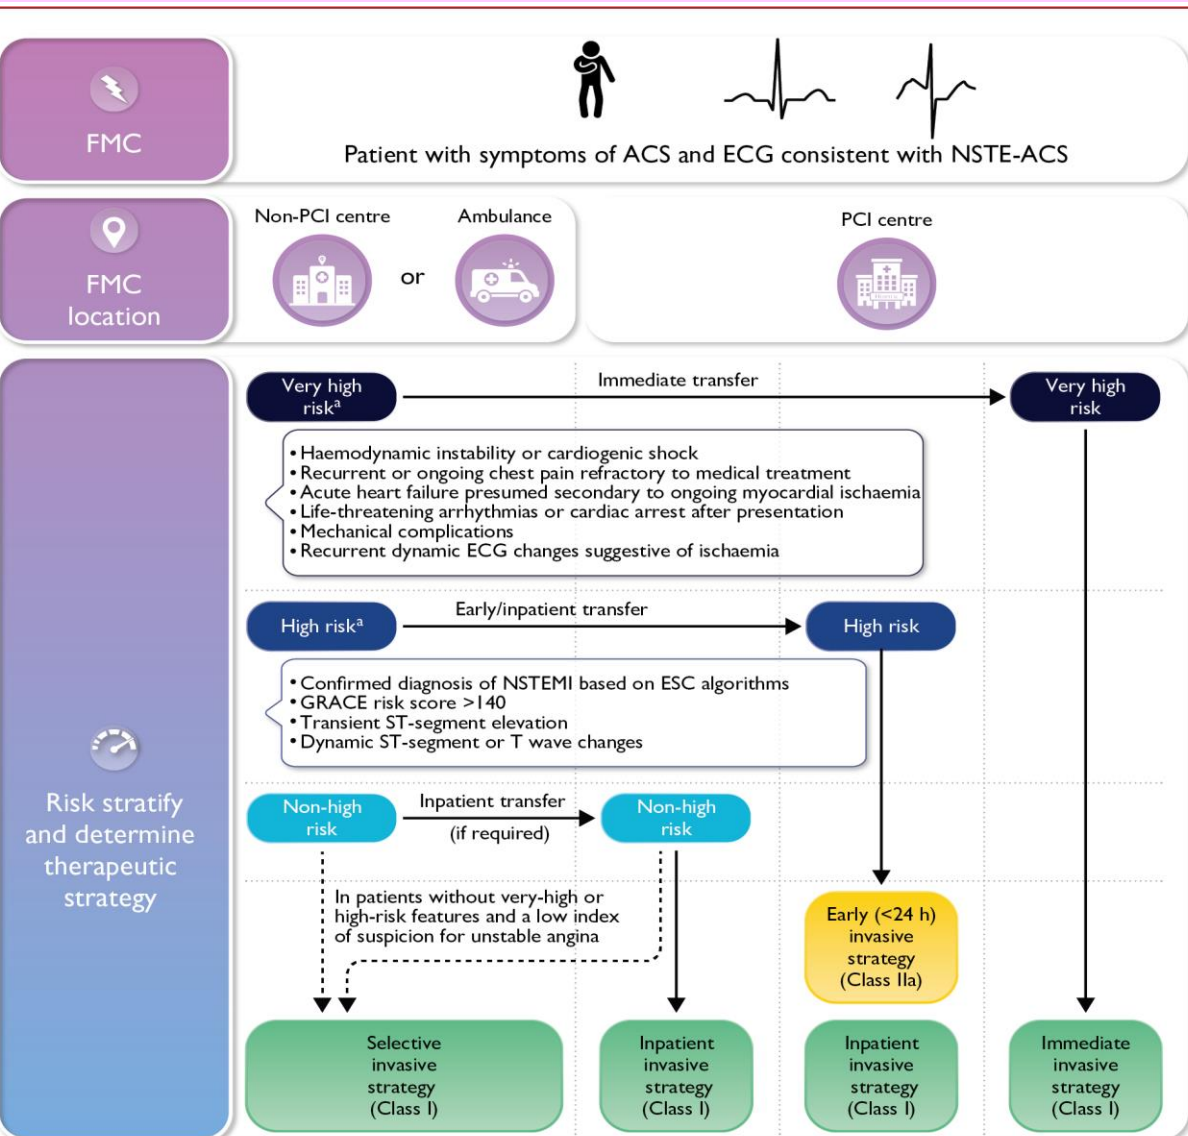 FMC
Patient with symptoms of ACS and ECG consistent with NSTE-ACS
FMC
location
Non-PCI centre
or
Ambulance
PCI centre
Risk stratify
and determine
therapeutic
strategy
Very high
riskᵃ
Immediate transfer
Very high
risk
• Haemodynamic instability or cardiogenic shock
• Recurrent or ongoing chest pain refractory to medical treatment
• Acute heart failure presumed secondary to ongoing myocardial ischaemia
• Life-threatening arrhythmias or cardiac arrest after presentation
• Mechanical complications
• Recurrent dynamic ECG changes suggestive of ischaemia
High riskᵃ
Early/inpatient transfer
High risk
• Confirmed diagnosis of NSTEMI based on ESC algorithms
• GRACE risk score >140
• Transient ST-segment elevation
• Dynamic ST-segment or T wave changes
Non-high
risk
Inpatient transfer
(if required)
Non-high
risk
In patients without very-high or
high-risk features and a low index
of suspicion for unstable angina
Early (<24 h)
invasive
strategy
(Class IIa)
Selective
invasive
strategy
(Class I)
Inpatient
invasive
strategy
(Class I)
Inpatient
invasive
strategy
(Class I)
Immediate
invasive
strategy
(Class I)